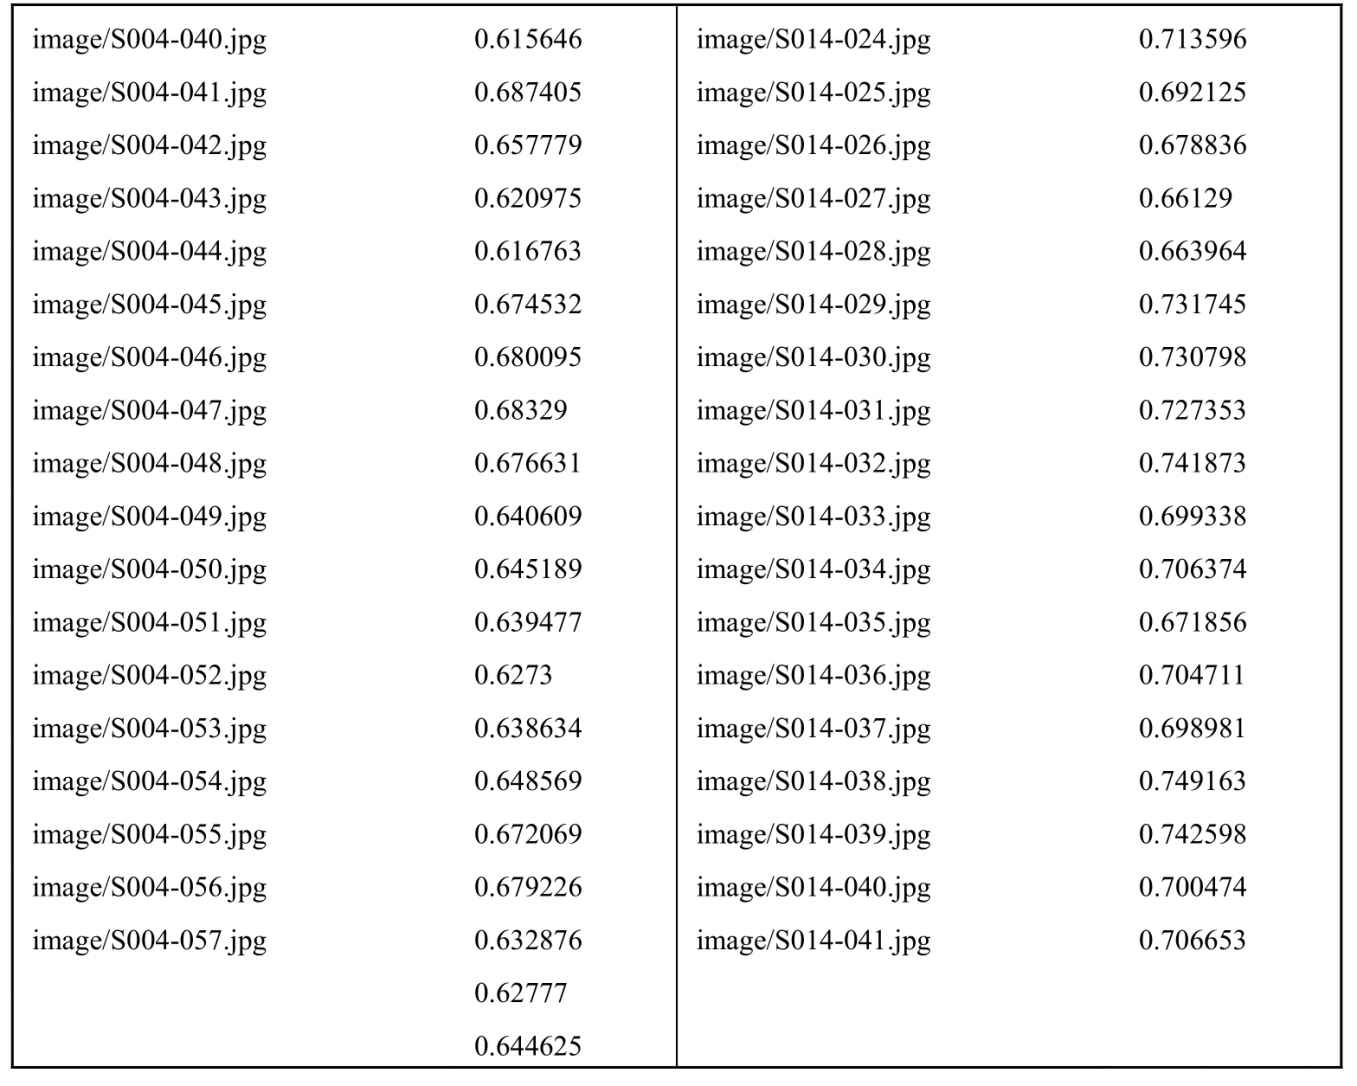 image/S004-040.jpg 0.615646 image/S014-024.jpg 0.713596
image/S004-041.jpg 0.687405 image/S014-025.jpg 0.692125
image/S004-042.jpg 0.657779 image/S014-026.jpg 0.678836
image/S004-043.jpg 0.620975 image/S014-027.jpg 0.66129
image/S004-044.jpg 0.616763 image/S014-028.jpg 0.663964
image/S004-045.jpg 0.674532 image/S014-029.jpg 0.731745
image/S004-046.jpg 0.680095 image/S014-030.jpg 0.730798
image/S004-047.jpg 0.68329 image/S014-031.jpg 0.727353
image/S004-048.jpg 0.676631 image/S014-032.jpg 0.741873
image/S004-049.jpg 0.640609 image/S014-033.jpg 0.699338
image/S004-050.jpg 0.645189 image/S014-034.jpg 0.706374
image/S004-051.jpg 0.639477 image/S014-035.jpg 0.671856
image/S004-052.jpg 0.6273 image/S014-036.jpg 0.704711
image/S004-053.jpg 0.638634 image/S014-037.jpg 0.698981
image/S004-054.jpg 0.648569 image/S014-038.jpg 0.749163
image/S004-055.jpg 0.672069 image/S014-039.jpg 0.742598
image/S004-056.jpg 0.679226 image/S014-040.jpg 0.700474
image/S004-057.jpg 0.632876 image/S014-041.jpg 0.706653
0.62777
0.644625